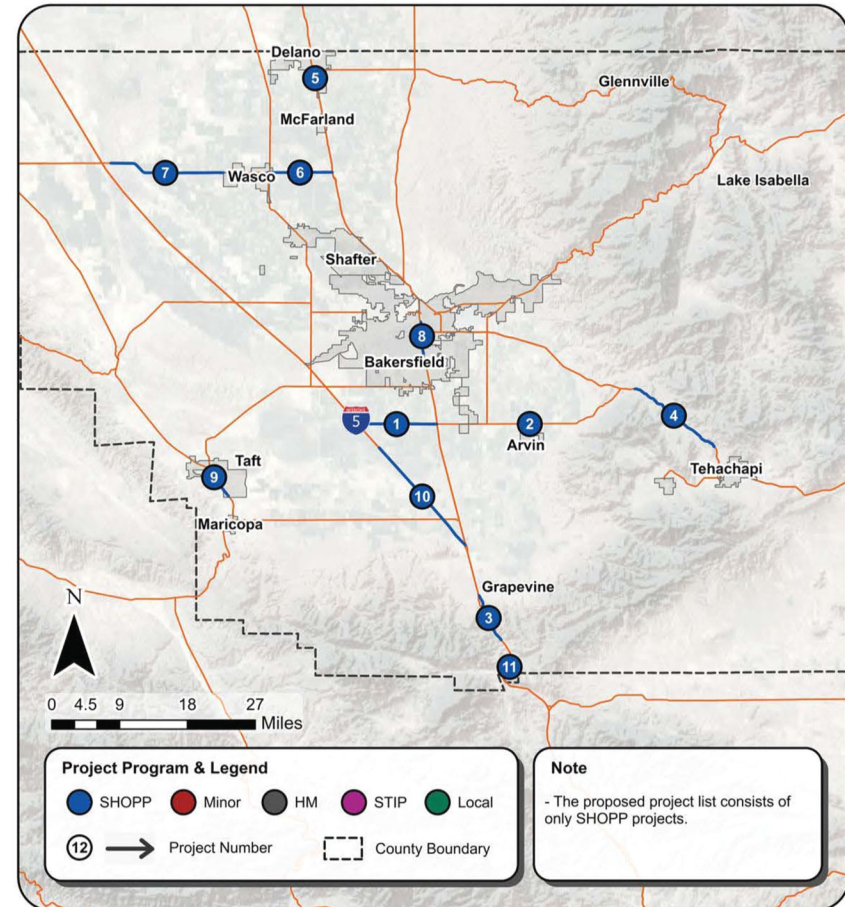 Delano
5
Glennville
McFarland
7
Wasco
6
Lake Isabella
Shafter
8
Bakersfield
5
1
2
4
Arvin
Taft
9
Tehachapi
10
Maricopa
N
Grapevine
3
11
0 4.5 9 18 27
Miles
Project Program & Legend
SHOPP Minor HM STIP Local
12 Project Number County Boundary
Note
- The proposed project list consists of
only SHOPP projects.